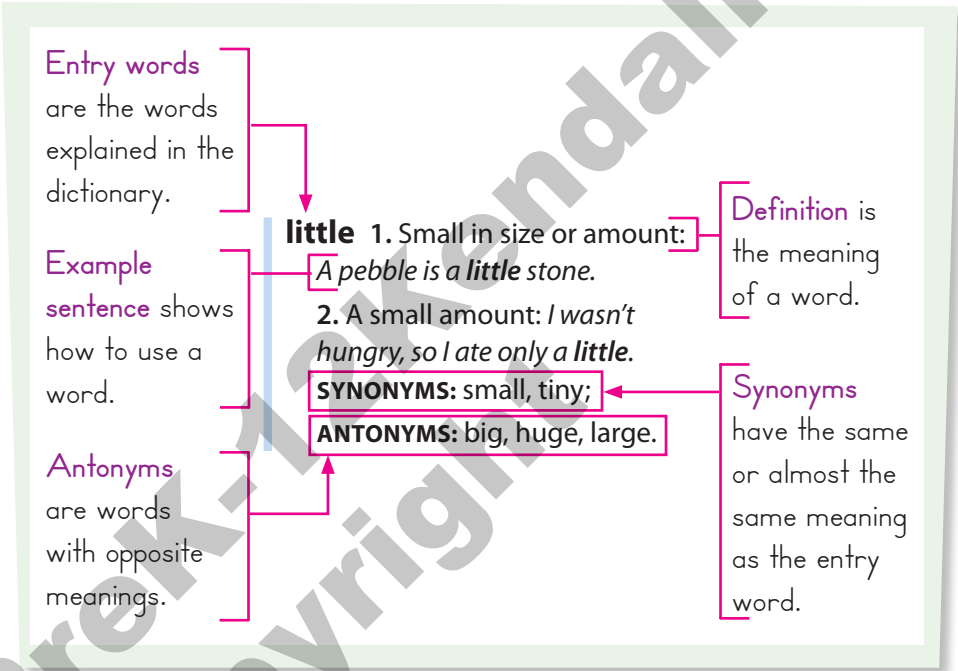 Entry words
are the words
explained in the
dictionary.
Example
sentence shows
how to use a
word.
Antonyms
are words
with opposite
meanings.
little 1. Small in size or amount:
A pebble is a little stone.
2. A small amount: I wasn't
hungry, so I ate only a little.
SYNONYMS: small, tiny;
ANTONYMS: big, huge, large.
Definition is
the meaning
of a word.
Synonyms
have the same
or almost the
same meaning
as the entry
word.